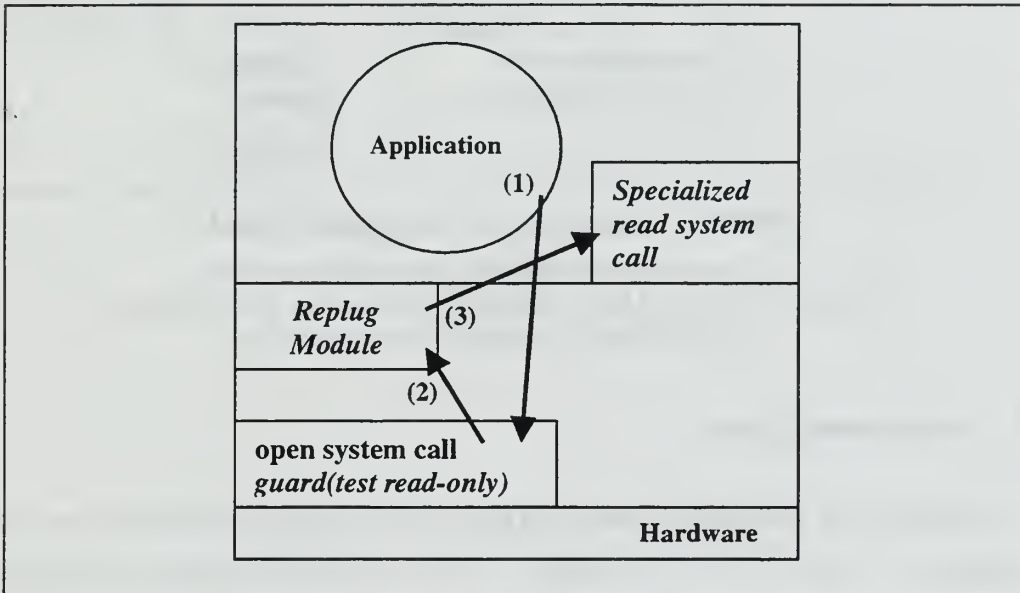 Application
(1)
Specialized
read system
call
Replug
Module
(3)
(2)
open system call
guard(test read-only)
Hardware